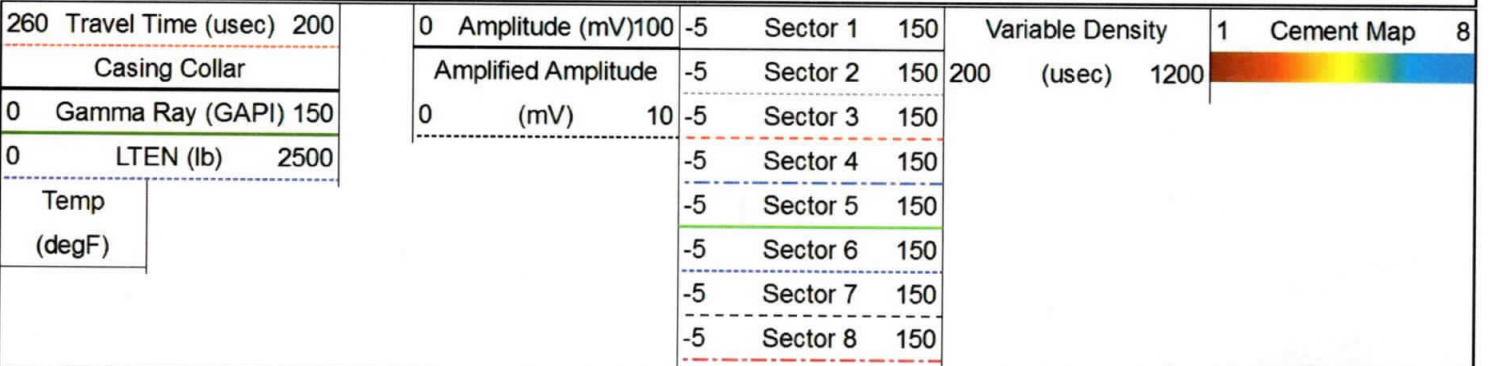 260 Travel Time (usec) 200
Casing Collar
0 Gamma Ray (GAPI) 150
0 LTEN (lb) 2500
Temp
(degF)
0 Amplitude (mV)100
Amplified Amplitude
0 (mV) 10
-5 Sector 1 150
-5 Sector 2 150
-5 Sector 3 150
-5 Sector 4 150
-5 Sector 5 150
-5 Sector 6 150
-5 Sector 7 150
-5 Sector 8 150
Variable Density
200 (usec) 1200
1 Cement Map 8